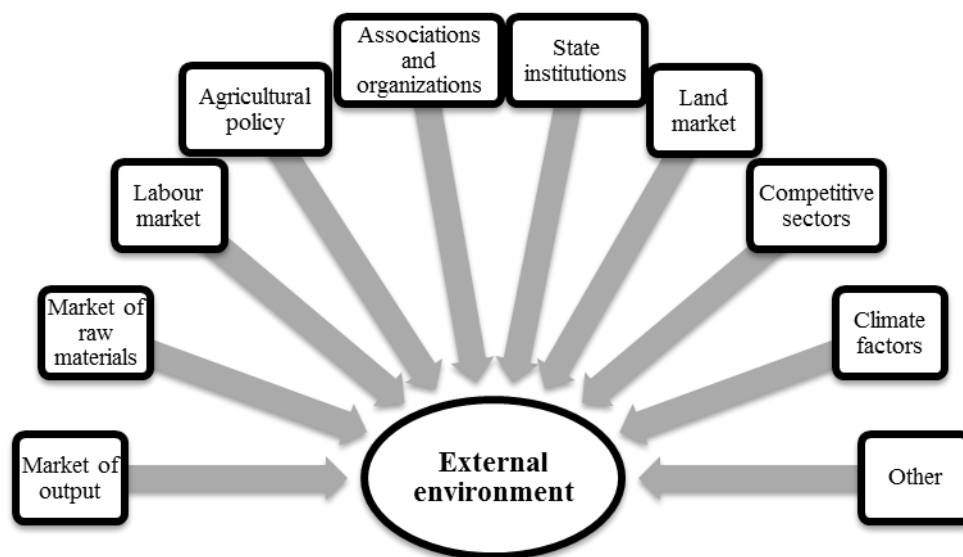 Associations
and
organizations
State
institutions
Agricultural
policy
Land
market
Labour
market
Competitive
sectors
Market of
raw
materials
Climate
factors
Market of
output
External
environment
Other